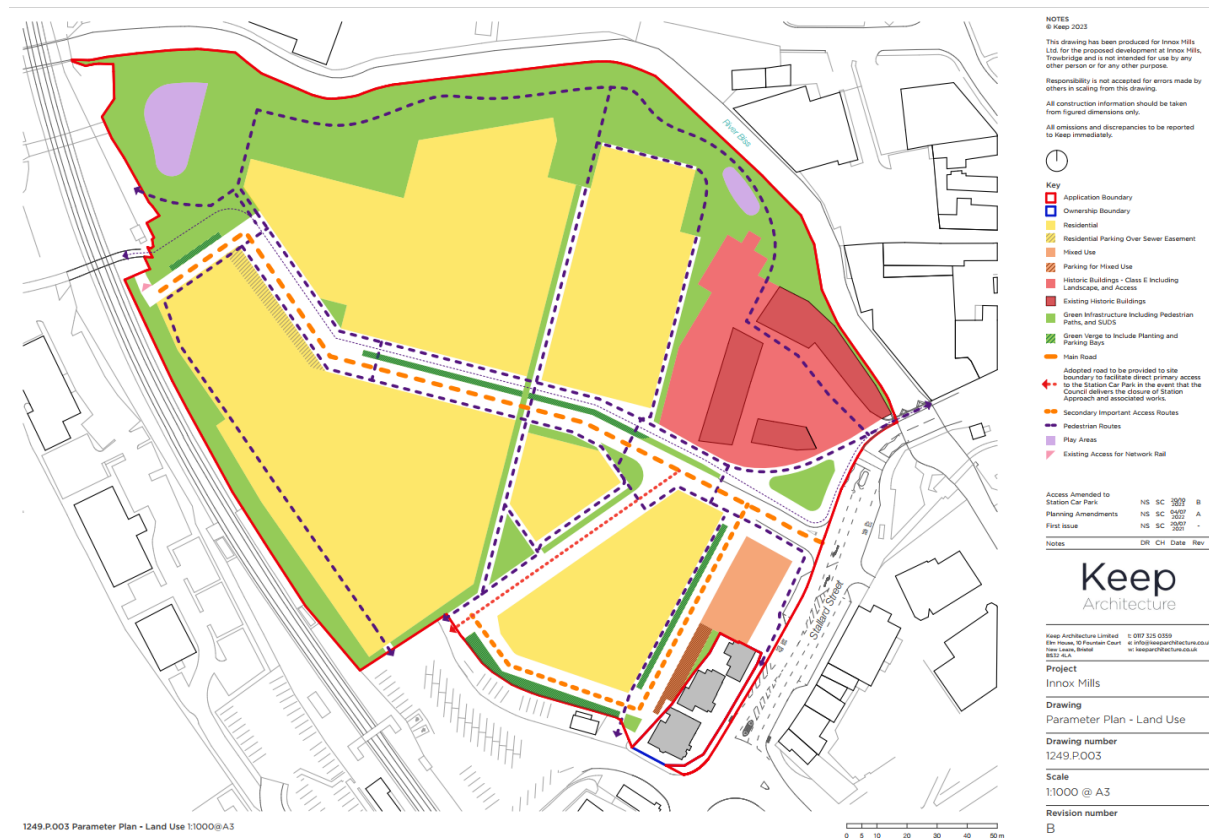 NOTES
© Keep 2023
This drawing has been produced for Innox Mills
Ltd. for the proposed development at Innox Mills,
Trowbridge and is not intended for use by any
other person or for any other purpose.
Responsibility is not accepted for errors made by
others in scaling from this drawing.
All construction information should be taken
from figured dimensions only.
All omissions and discrepancies to be reported
to Keep immediately.
Key
Application Boundary
Ownership Boundary
Residential
Residential Parking Over Sewer Easement
Mixed Use
Parking for Mixed Use
Historic Buildings - Class E Including
Landscape, and Access
Existing Historic Buildings
Green Infrastructure Including Pedestrian
Paths, and SUDS
Green Verge to Include Planting and
Parking Bays
Main Road
Adopted road to be provided to site
boundary to facilitate direct primary access
to the Station Car Park in the event that the
Council delivers the closure of Station
Approach and associated works.
Secondary Important Access Routes
Pedestrian Routes
Play Areas
Existing Access for Network Rail
River Biss
Stallard Street
Access Amended to
Station Car Park NS SC 20/10 2023 B
Planning Amendments NS SC 04/07 2022 A
First issue NS SC 20/07 2021 -
Notes DR CH Date Rev
Keep
Architecture
Keep Architecture Limited t: 0117 325 0359
Elm House, 10 Fountain Court e: info@keeparchitecture.co.uk
New Leaze, Bristol w: keeparchitecture.co.uk
BS32 4LA
Project
Innox Mills
Drawing
Parameter Plan - Land Use
Drawing number
1249.P.003
Scale
1:1000 @ A3
Revision number
B
1249.P.003 Parameter Plan - Land Use 1:1000@A3
0 5 10 20 30 40 50 m